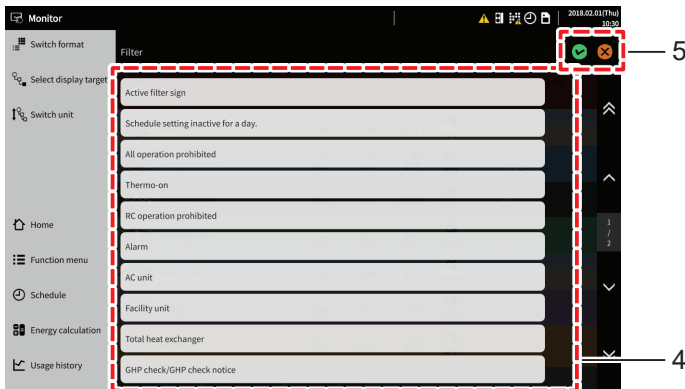 Monitor
2018.02.01(Thu)
10:30
Switch format
Select display target
Switch unit
Home
Function menu
Schedule
Energy calculation
Usage history
Filter
Active filter sign
Schedule setting inactive for a day.
All operation prohibited
Thermo-on
RC operation prohibited
Alarm
AC unit
Facility unit
Total heat exchanger
GHP check/GHP check notice
1
/
2
5
4